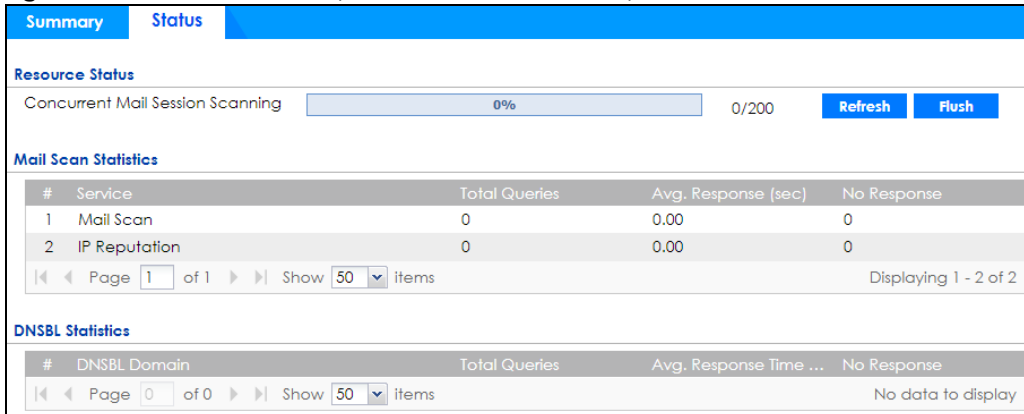 Summary Status
Resource Status
Concurrent Mail Session Scanning 0% 0/200 Refresh Flush
Mail Scan Statistics
# Service Total Queries Avg. Response (sec) No Response
1 Mail Scan 0 0.00 0
2 IP Reputation 0 0.00 0
Page 1 of 1 Show 50 items Displaying 1 - 2 of 2
DNSBL Statistics
# DNSBL Domain Total Queries Avg. Response Time ... No Response
Page 0 of 0 Show 50 items No data to display